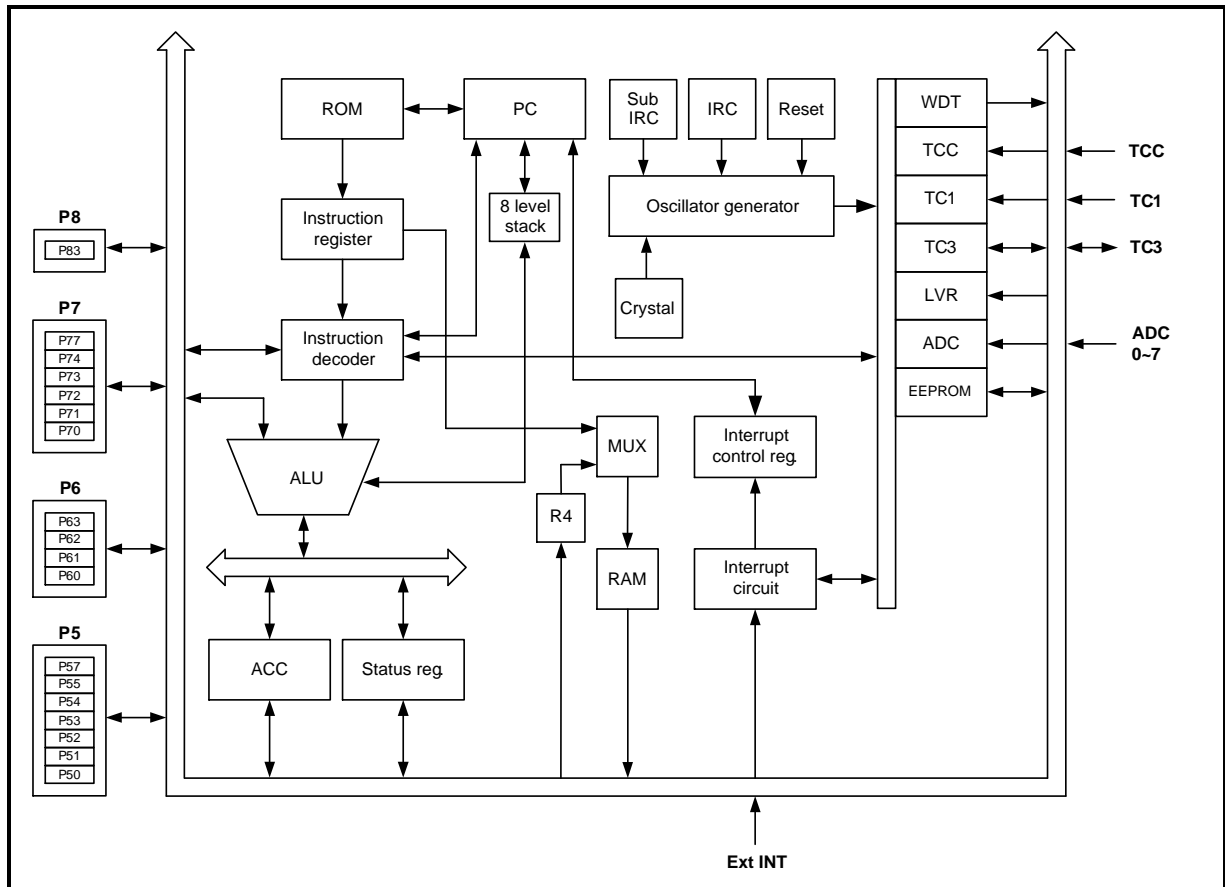 ROM
PC
Sub
IRC
IRC
Reset
WDT
TCC
TC1
TC3
LVR
ADC
EEPROM
TCC
TC1
TC3
ADC
0~7
Instruction
register
8 level
stack
Oscillator generator
Crystal
P8
P83
P7
P77
P74
P73
P72
P71
P70
Instruction
decoder
ALU
MUX
R4
RAM
Interrupt
control reg.
Interrupt
circuit
P6
P63
P62
P61
P60
ACC
Status reg.
P5
P57
P55
P54
P53
P52
P51
P50
Ext INT